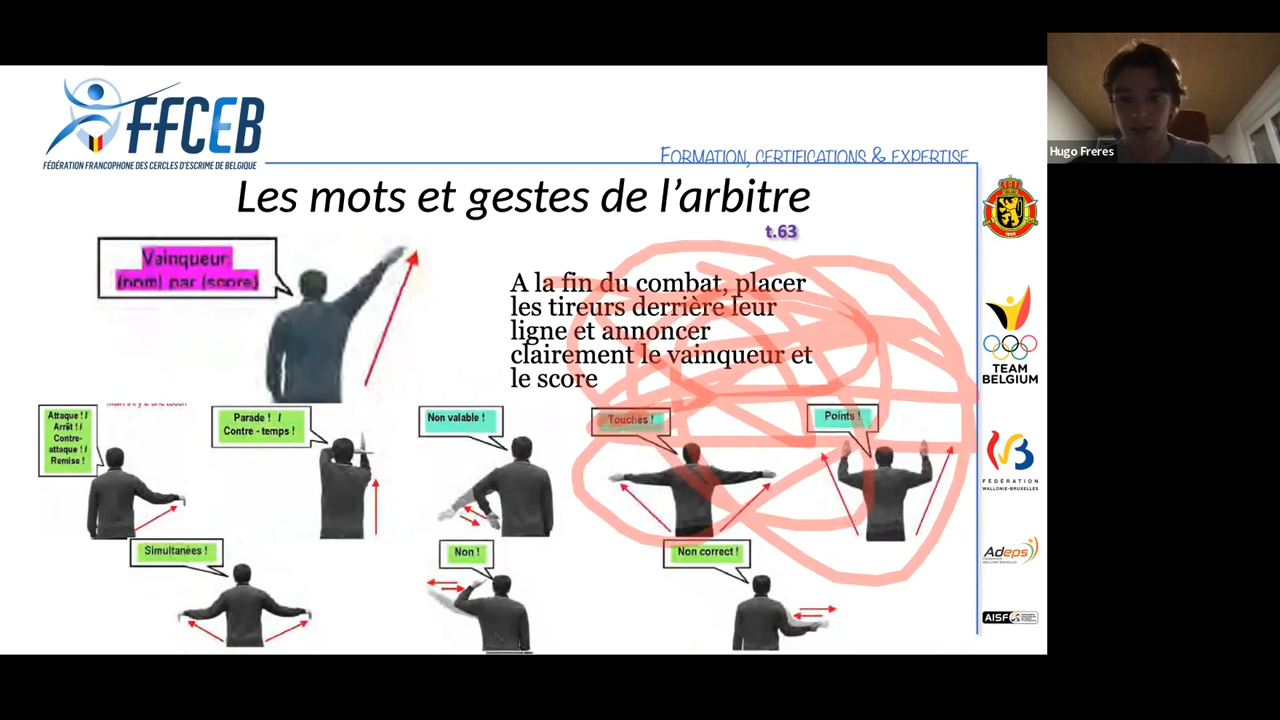 FFCEB
FÉDÉRATION FRANCOPHONE DES CERCLES D'ESCRIME DE BELGIQUE
FORMATION, CERTIFICATIONS & EXPERTISE
Hugo Freres
Les mots et gestes de l'arbitre
t.63
Vainqueur
(nom) par (score)
A la fin du combat, placer
les tireurs derrière leur
ligne et annoncer
clairement le vainqueur et
le score
TEAM
BELGIUM
Attaque ! /
Arrêt ! /
Contre-
attaque ! /
Remise !
Parade ! /
Contre - temps !
Non valable !
Touches !
Points !
FÉDÉRATION
WALLONIE-BRUXELLES
Simultanées !
Non !
Non correct !
Adeps
AISF